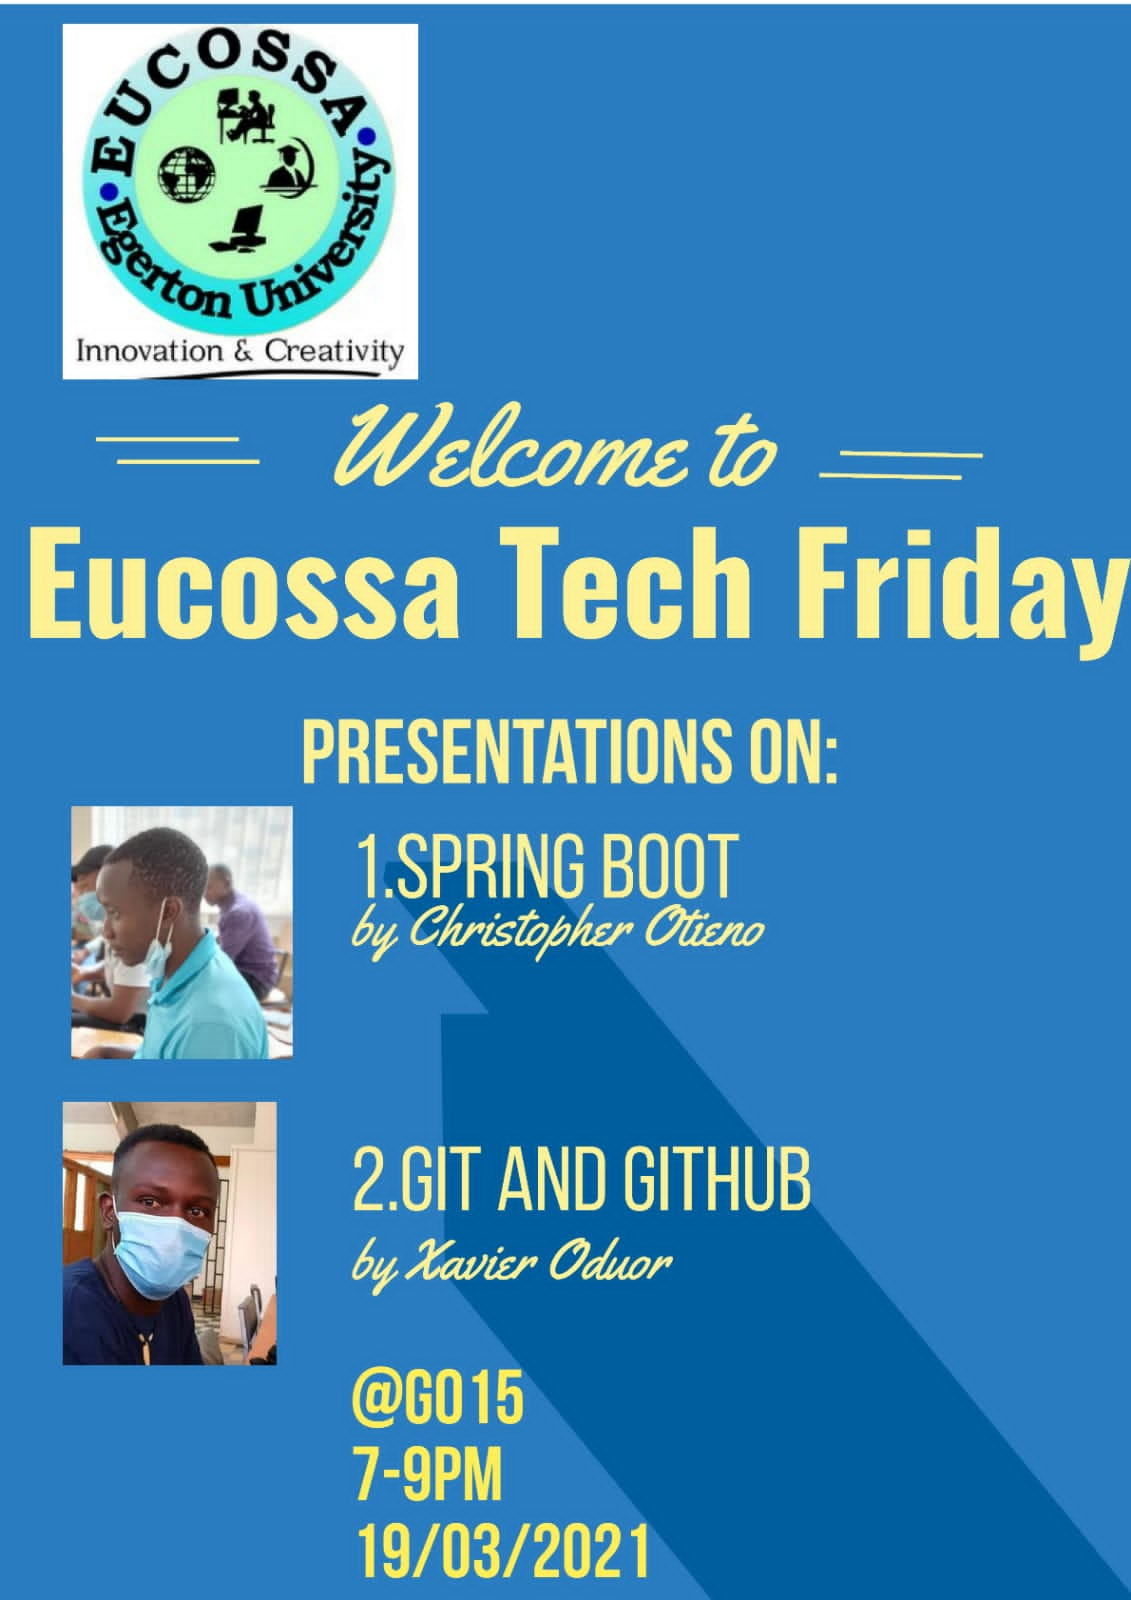 EUCOSSA
Egerton University
Innovation & Creativity
Welcome to
Eucossa Tech Friday
PRESENTATIONS ON:
1.SPRING BOOT
by Christopher Otieno
2.GIT AND GITHUB
by Xavier Oduor
@G015
7-9PM
19/03/2021